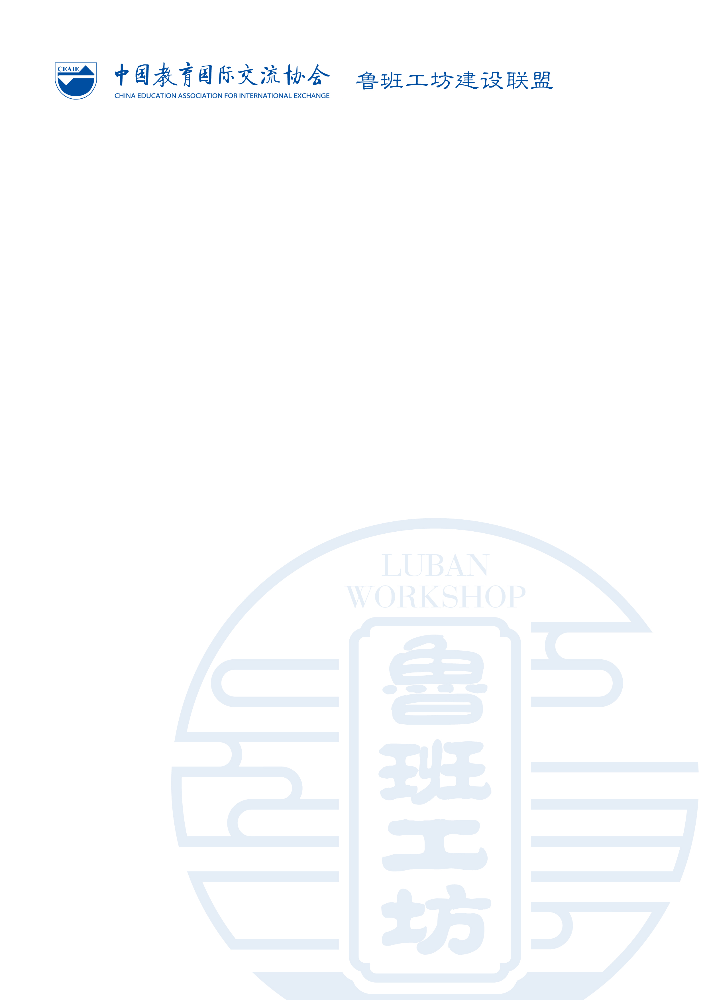 CEAIE
中国教育国际交流协会
CHINA EDUCATION ASSOCIATION FOR INTERNATIONAL EXCHANGE
鲁班工坊建设联盟
LUBAN
WORKSHOP
鲁
班
工
坊